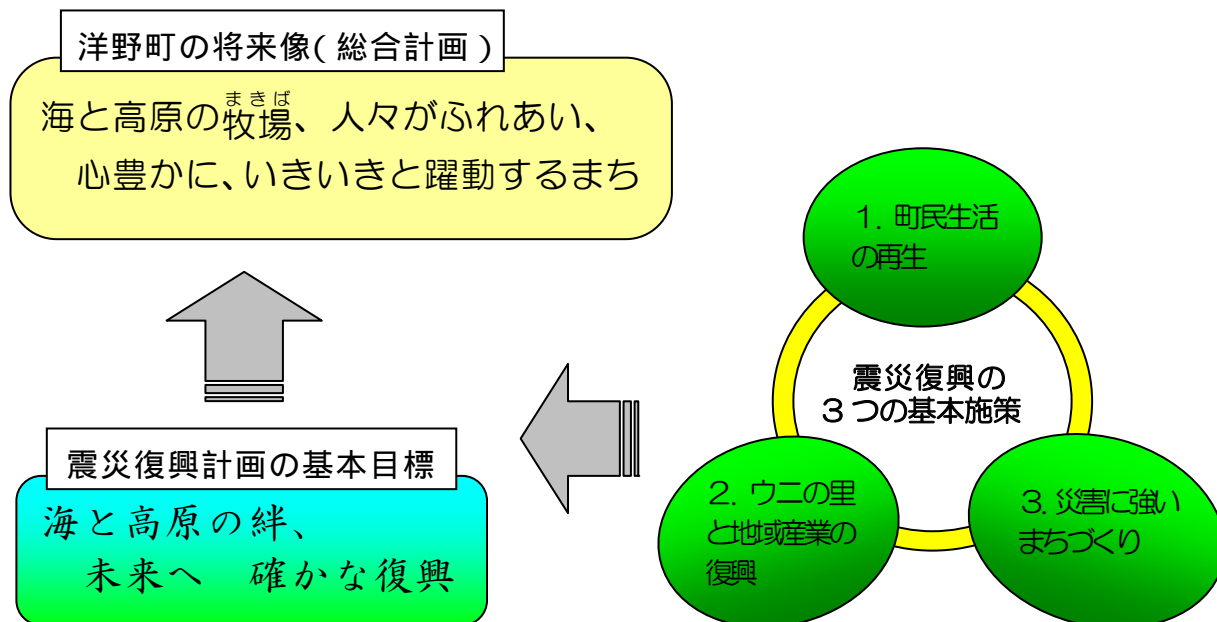 洋野町の将来像(総合計画)
まきば
海と高原の牧場、人々がふれあい、
心豊かに、いきいきと躍動するまち
震災復興計画の基本目標
海と高原の絆、
未来へ 確かな復興
1. 町民生活
の再生
震災復興の
3つの基本施策
2. ウニの里
と地域産業の
復興
3. 災害に強い
まちづくり